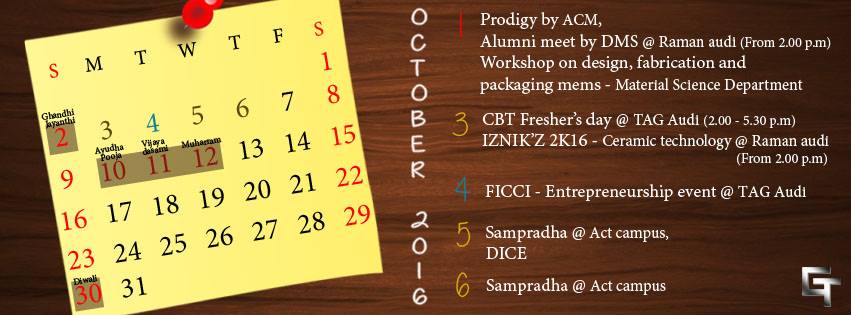 S M T W T F S
1
Ghandhi
Jayanthi
2 3 4 5 6 7 8
Ayudha
Pooja
Vijaya
dasami
Muharram
9 10 11 12 13 14 15
16 17 18 19 20 21 22
23 24 25 26 27 28 29
Diwali
30 31
OCTOBER 2016
1 Prodigy by ACM,
Alumni meet by DMS @ Raman audi (From 2.00 p.m)
Workshop on design, fabrication and
packaging mems - Material Science Department
3 CBT Fresher's day @ TAG Audi (2.00 - 5.30 p.m)
IZNIK'Z 2K16 - Ceramic technology @ Raman audi
(From 2.00 p.m)
4 FICCI - Entrepreneurship event @ TAG Audi
5 Sampradha @ Act campus,
DICE
6 Sampradha @ Act campus
GT